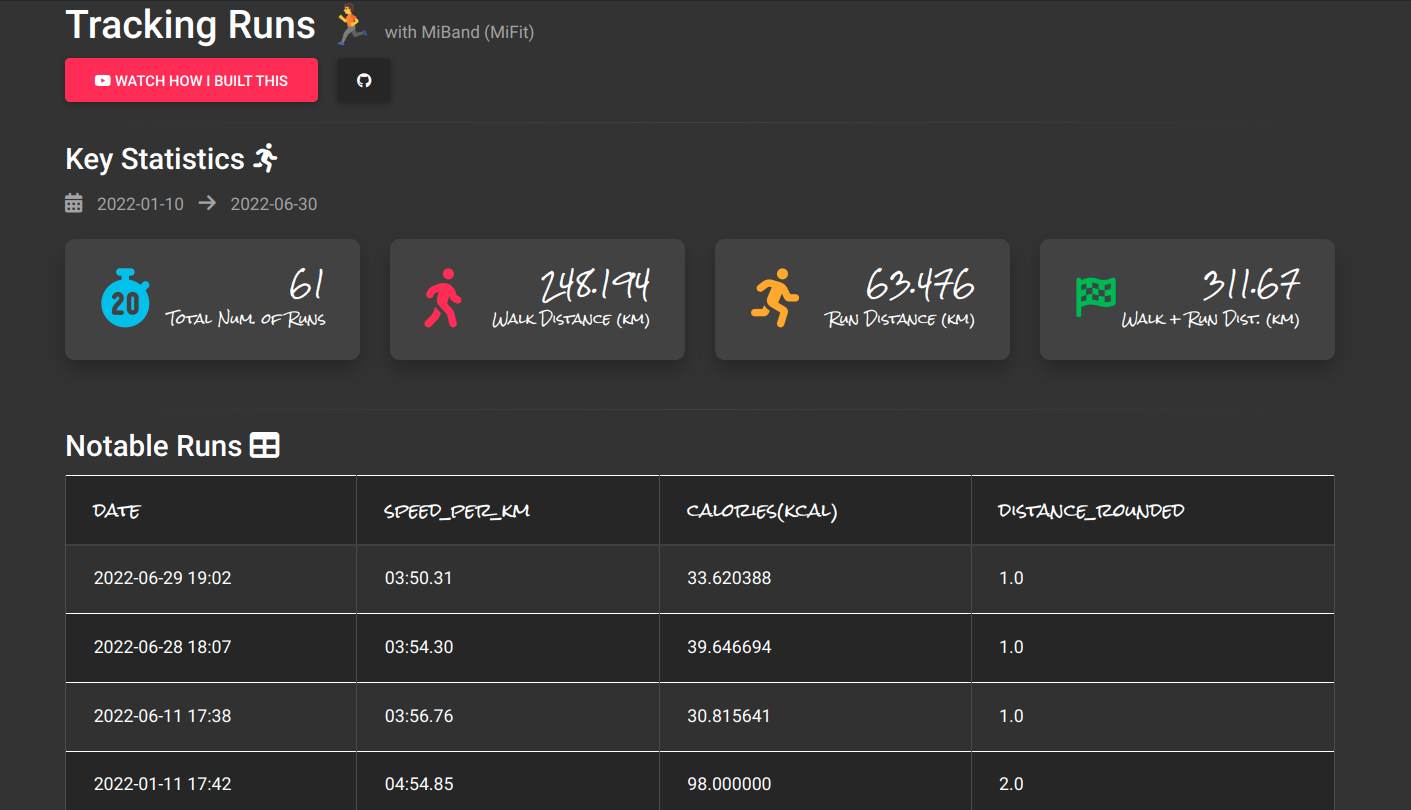 Tracking Runs with MiBand (MiFit)
WATCH HOW I BUILT THIS
Key Statistics
2022-01-10 → 2022-06-30
20 61 248.194 63.476 311.67
Total Num. of Runs Walk Distance (km) Run Distance (km) Walk + Run Dist. (km)
Notable Runs
DATE SPEED_PER_KM CALORIES(KCAL) DISTANCE_ROUNDED
2022-06-29 19:02 03:50.31 33.620388 1.0
2022-06-28 18:07 03:54.30 39.646694 1.0
2022-06-11 17:38 03:56.76 30.815641 1.0
2022-01-11 17:42 04:54.85 98.000000 2.0